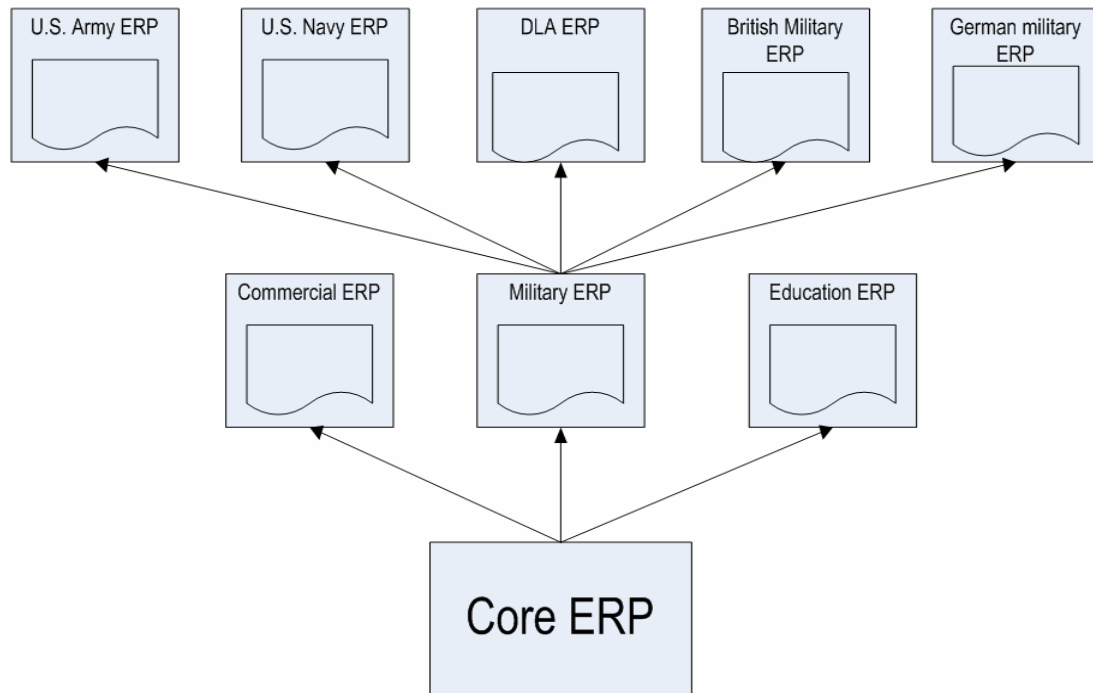 U.S. Army ERP
U.S. Navy ERP
DLA ERP
British Military
ERP
German military
ERP
Commercial ERP
Military ERP
Education ERP
Core ERP